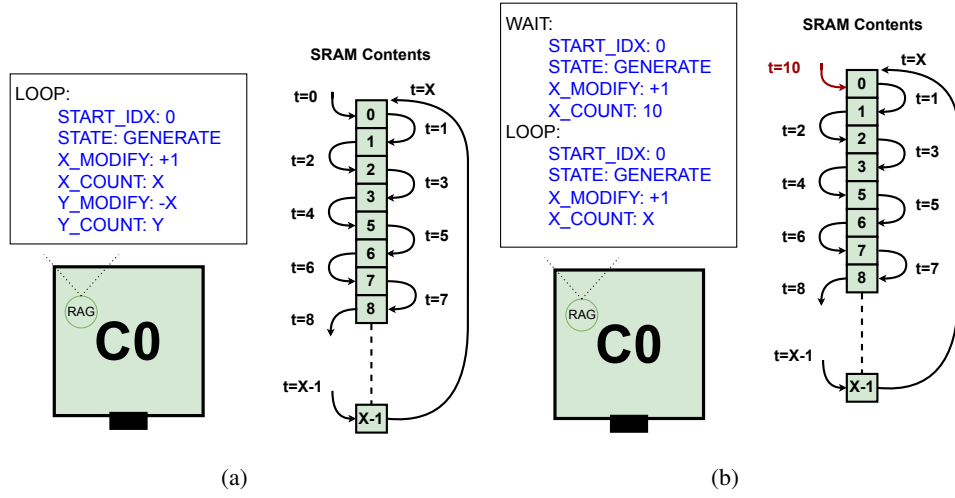 LOOP:
START_IDX: 0
STATE: GENERATE
X_MODIFY: +1
X_COUNT: X
Y_MODIFY: -X
Y_COUNT: Y
RAG
C0
SRAM Contents
t=0
t=X
0
t=1
1
t=2
2
t=3
3
t=4
5
t=5
6
t=6
7
t=7
8
t=8
t=X-1
X-1
(a)
WAIT:
START_IDX: 0
STATE: GENERATE
X_MODIFY: +1
X_COUNT: 10
LOOP:
START_IDX: 0
STATE: GENERATE
X_MODIFY: +1
X_COUNT: X
RAG
C0
SRAM Contents
t=10
t=X
0
t=1
1
t=2
2
t=3
3
t=4
5
t=5
6
t=6
7
t=7
8
t=8
t=X-1
X-1
(b)